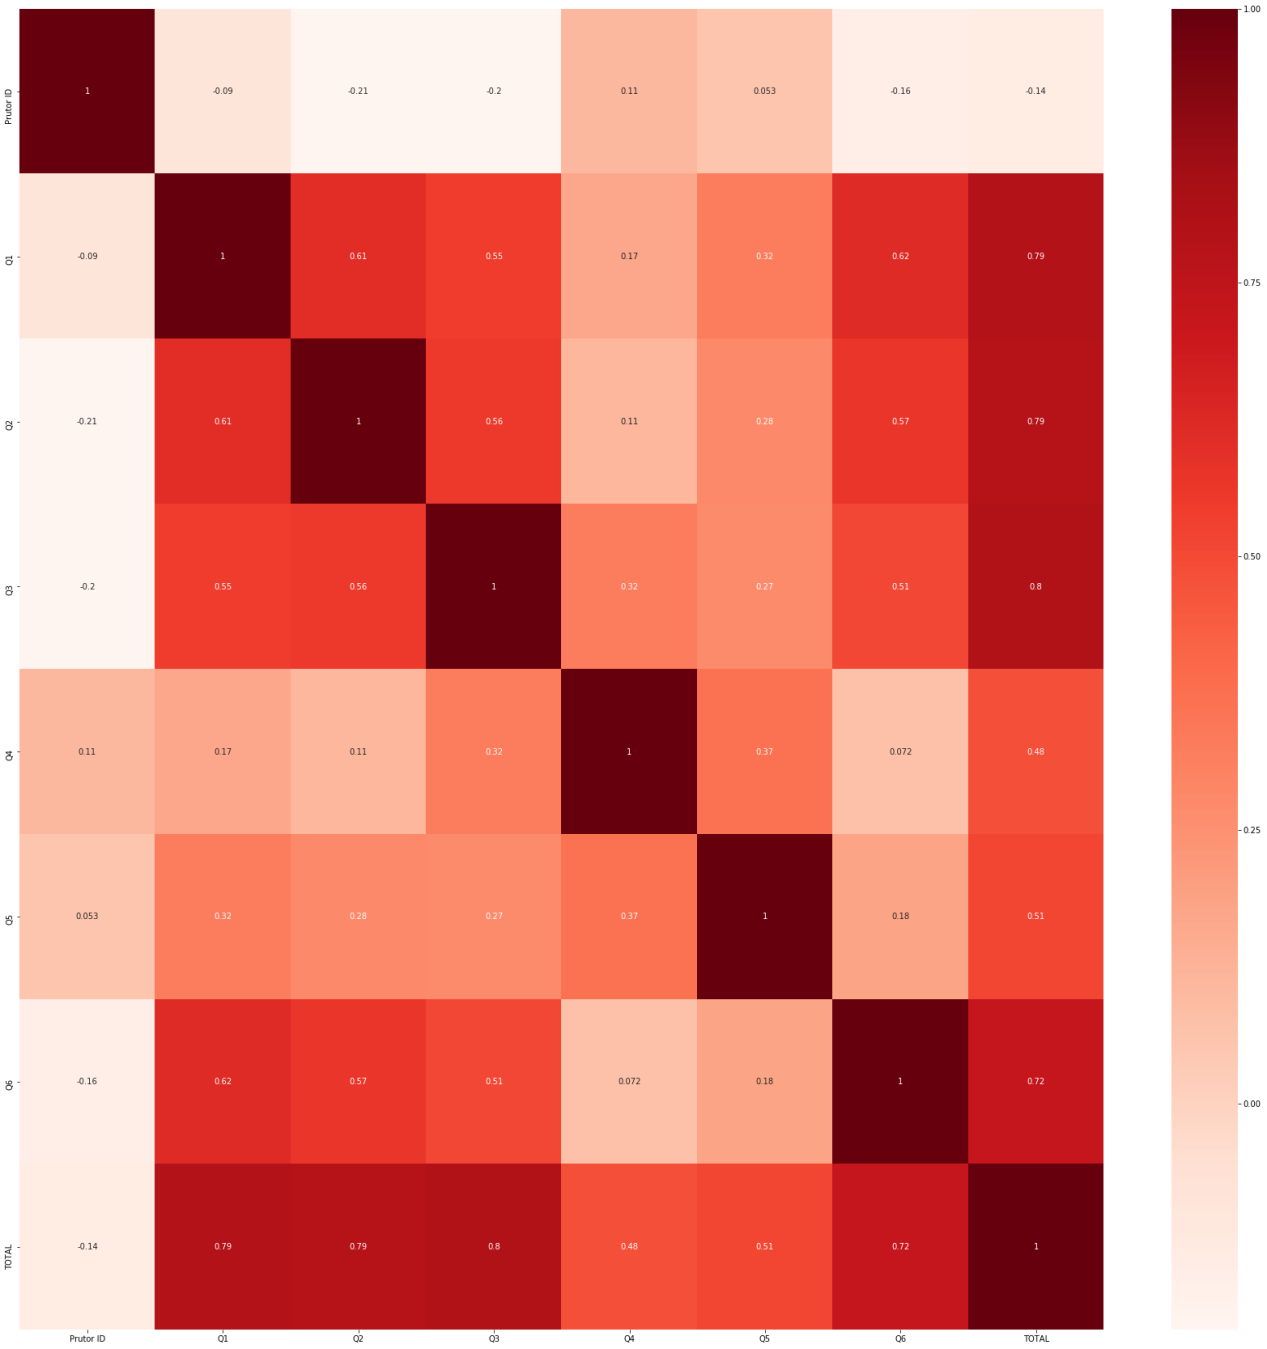 Prutor ID 1 -0.09 -0.21 -0.2 0.11 0.053 -0.16 -0.14
Q1 -0.09 1 0.61 0.55 0.17 0.32 0.62 0.79
Q2 -0.21 0.61 1 0.56 0.11 0.28 0.57 0.79
Q3 -0.2 0.55 0.56 1 0.32 0.27 0.51 0.8
Q4 0.11 0.17 0.11 0.32 1 0.37 0.072 0.48
Q5 0.053 0.32 0.28 0.27 0.37 1 0.18 0.51
Q6 -0.16 0.62 0.57 0.51 0.072 0.18 1 0.72
TOTAL -0.14 0.79 0.79 0.8 0.48 0.51 0.72 1
Prutor ID Q1 Q2 Q3 Q4 Q5 Q6 TOTAL
1.00
0.75
0.50
0.25
0.00